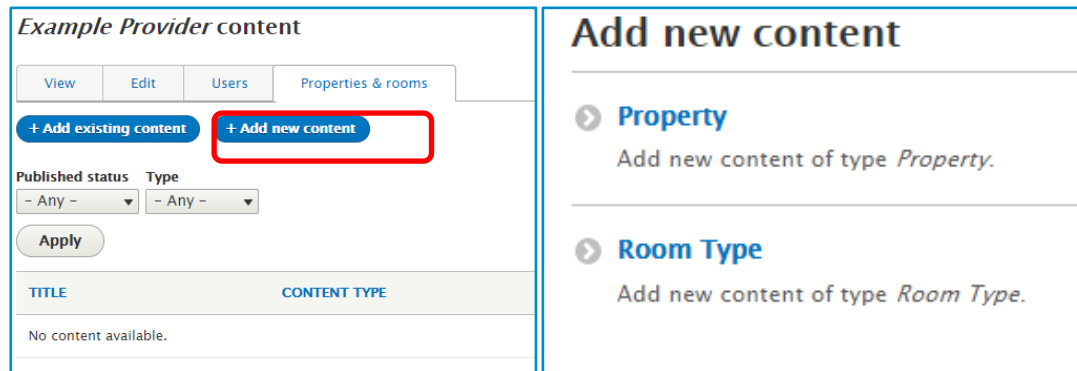 Example Provider content
View Edit Users Properties & rooms
+ Add existing content + Add new content
Published status Type
- Any - - Any -
Apply
TITLE CONTENT TYPE
No content available.
Add new content
Property
Add new content of type Property.
Room Type
Add new content of type Room Type.